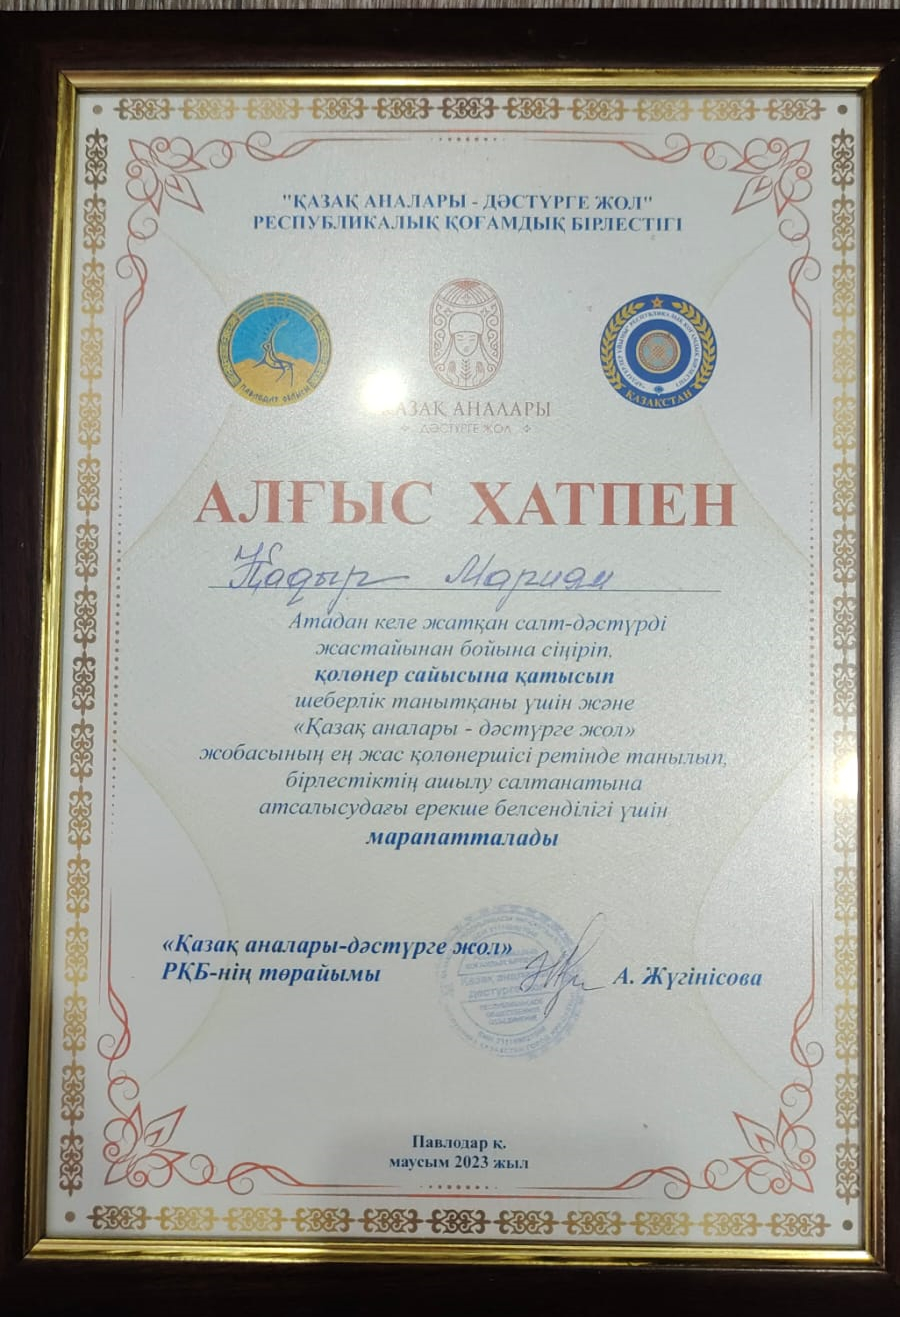 "ҚАЗАҚ АНАЛАРЫ - ДӘСТҮРГЕ ЖОЛ"
РЕСПУБЛИКАЛЫҚ ҚОҒАМДЫҚ БІРЛЕСТІГІ
ПАВЛОДАР ОБЛЫСЫ
ҚАЗАҚСТАН
ҚАЗАҚ АНАЛАРЫ
ДӘСТҮРГЕ ЖОЛ
АЛҒЫС ХАТПЕН
Қадыр Мариям
Атадан келе жатқан салт-дәстүрді
жастайынан бойына сіңіріп,
қолөнер сайысына қатысып
шеберлік танытқаны үшін және
«Қазақ аналары - дәстүрге жол»
жобасының ең жас қолөнершісі ретінде танылып,
бірлестіктің ашылу салтанатына
атсалысудағы ерекше белсенділігі үшін
марапатталады
«Қазақ аналары-дәстүрге жол»
РҚБ-нің төрайымы
А. Жүгінісова
Павлодар қ.
маусым 2023 жыл